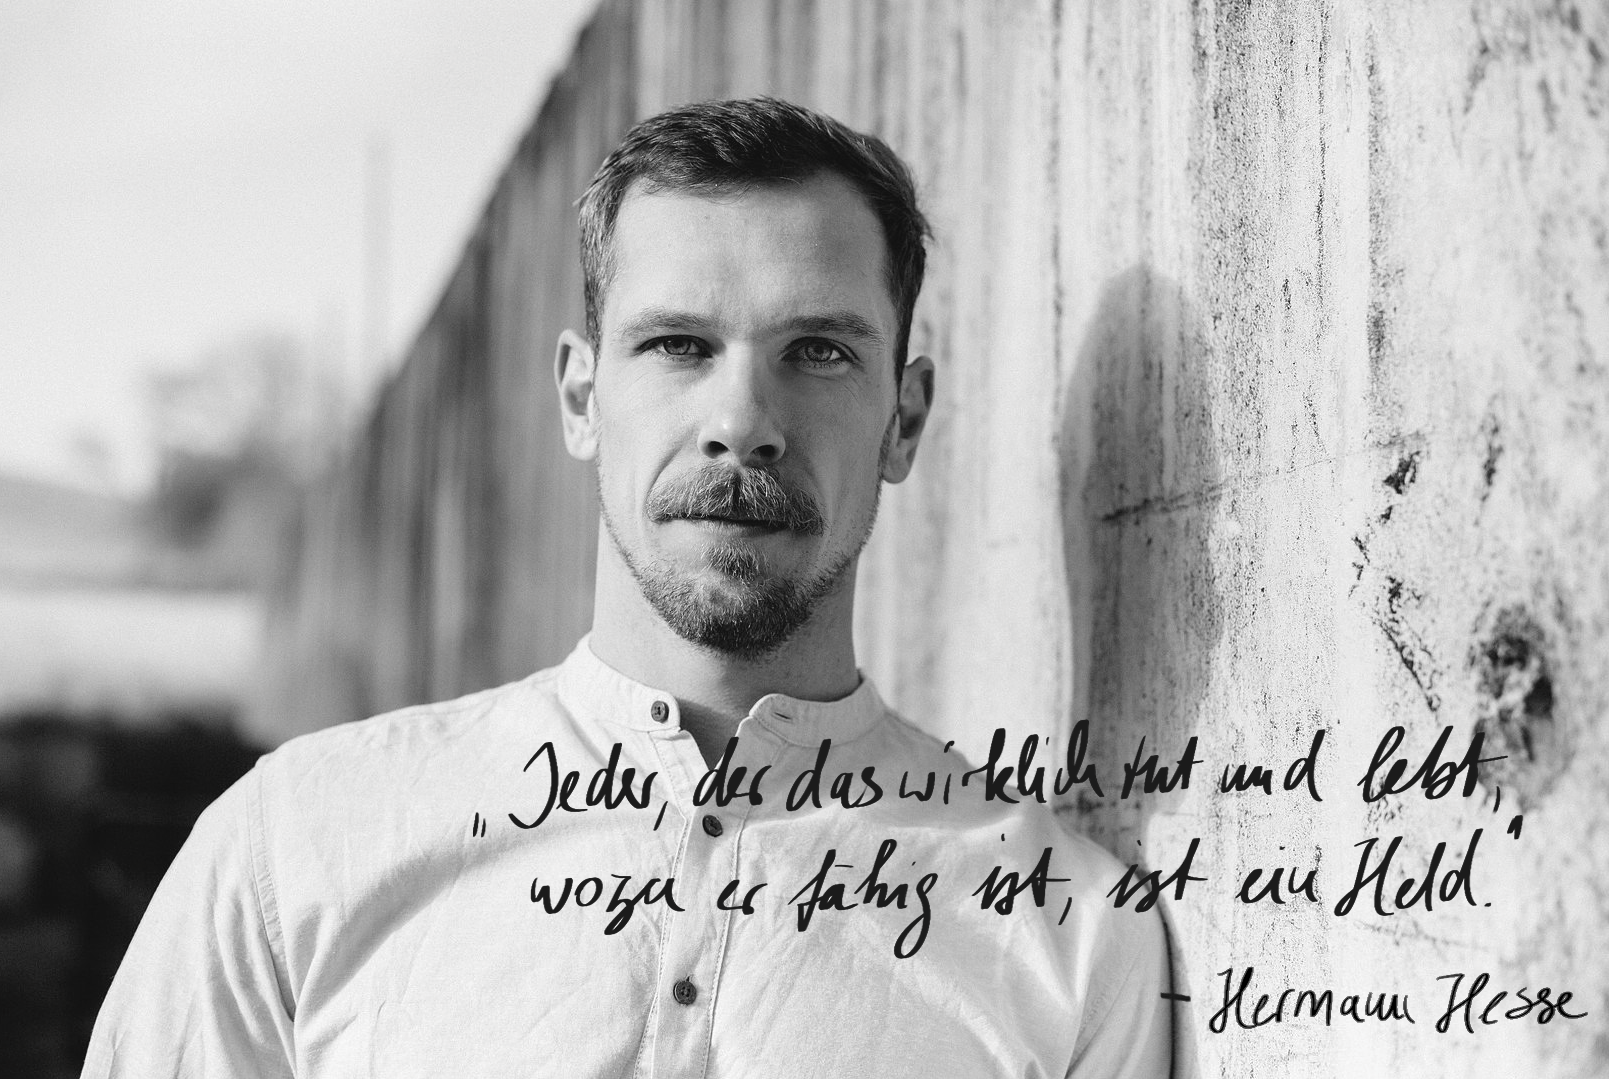 „Jeder, der das wirklich tut und lebt,
wozu er fähig ist, ist ein Held."
- Hermann Hesse